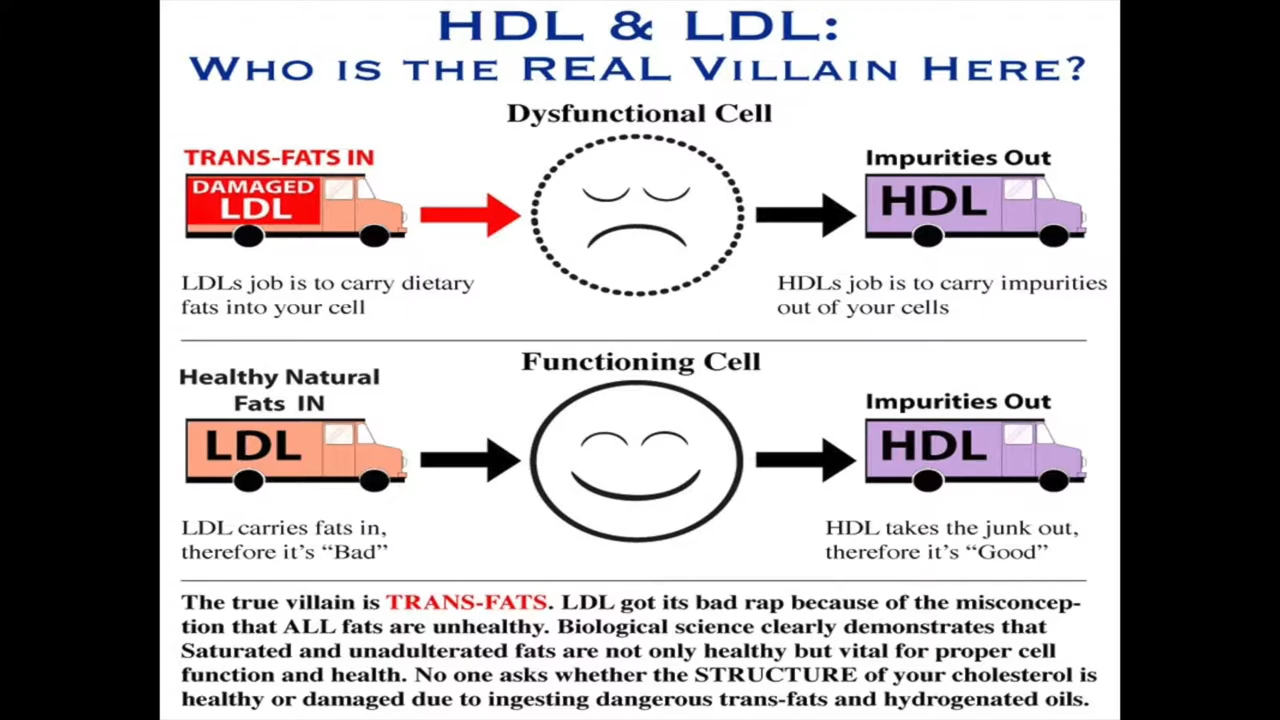 HDL & LDL:
WHO IS THE REAL VILLAIN HERE?
Dysfunctional Cell
TRANS-FATS IN
DAMAGED
LDL
Impurities Out
HDL
LDLs job is to carry dietary
fats into your cell
HDLs job is to carry impurities
out of your cells
Functioning Cell
Healthy Natural
Fats IN
LDL
Impurities Out
HDL
LDL carries fats in,
therefore it's “Bad”
HDL takes the junk out,
therefore it's “Good”
The true villain is TRANS-FATS. LDL got its bad rap because of the misconcep-
tion that ALL fats are unhealthy. Biological science clearly demonstrates that
Saturated and unadulterated fats are not only healthy but vital for proper cell
function and health. No one asks whether the STRUCTURE of your cholesterol is
healthy or damaged due to ingesting dangerous trans-fats and hydrogenated oils.